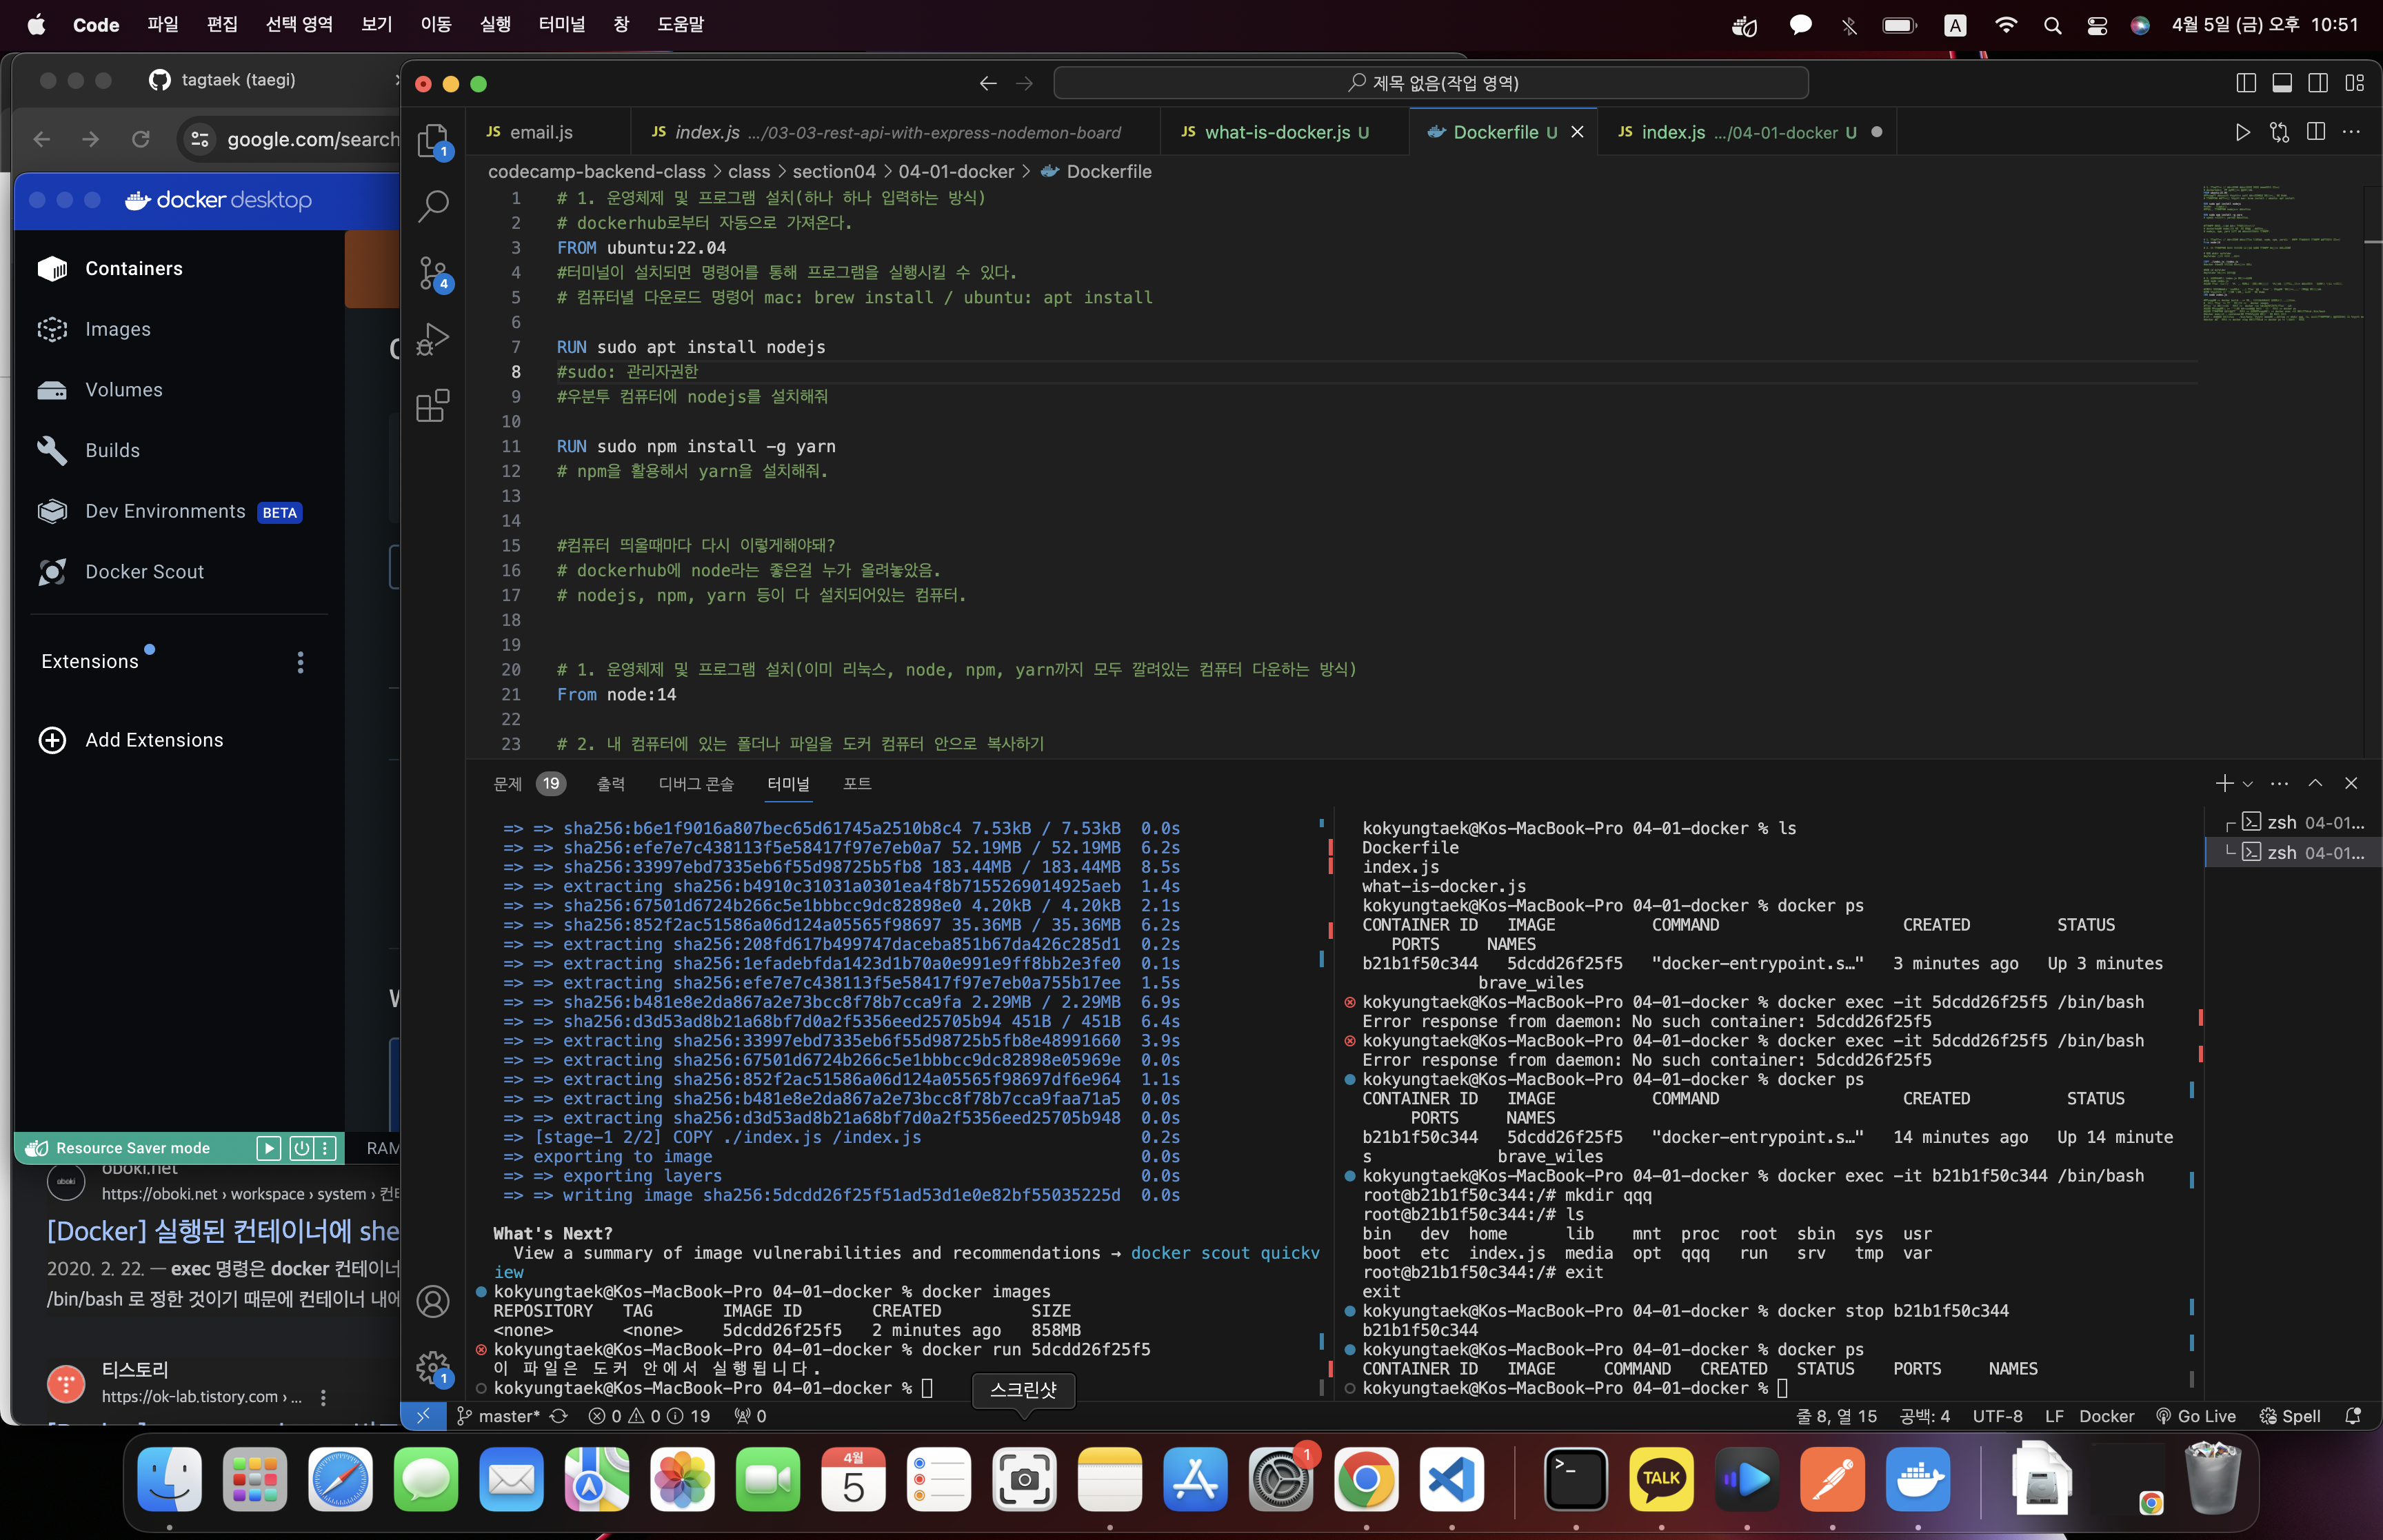 Code 파일 편집 선택 영역 보기 이동 실행 터미널 창 도움말
A
4월 5일 (금) 오후 10:51
tagtaek (taegi)
google.com/search
docker desktop
Containers
Images
Volumes
Builds
Dev Environments BETA
Docker Scout
Extensions
Add Extensions
Resource Saver mode
RAM
oboki.net
oboki
https://oboki.net › workspace › system › 컨테
[Docker] 실행된 컨테이너에 she
2020. 2. 22. — exec 명령은 docker 컨테이너
/bin/bash 로 정한 것이기 때문에 컨테이너 내에
티스토리
https://ok-lab.tistory.com › ...
제목 없음(작업 영역)
JS email.js
JS index.js .../03-03-rest-api-with-express-nodemon-board
JS what-is-docker.js U
Dockerfile U
JS index.js .../04-01-docker U
codecamp-backend-class > class > section04 > 04-01-docker > Dockerfile
1 # 1. 운영체제 및 프로그램 설치(하나 하나 입력하는 방식)
2 # dockerhub로부터 자동으로 가져온다.
3 FROM ubuntu:22.04
4 #터미널이 설치되면 명령어를 통해 프로그램을 실행시킬 수 있다.
5 # 컴퓨터별 다운로드 명령어 mac: brew install / ubuntu: apt install
6
7 RUN sudo apt install nodejs
8 #sudo: 관리자권한
9 #우분투 컴퓨터에 nodejs를 설치해줘
10
11 RUN sudo npm install -g yarn
12 # npm을 활용해서 yarn을 설치해줘.
13
14
15 #컴퓨터 띄울때마다 다시 이렇게해야돼?
16 # dockerhub에 node라는 좋은걸 누가 올려놓았음.
17 # nodejs, npm, yarn 등이 다 설치되어있는 컴퓨터.
18
19
20 # 1. 운영체제 및 프로그램 설치(이미 리눅스, node, npm, yarn까지 모두 깔려있는 컴퓨터 다운하는 방식)
21 From node:14
22
23 # 2. 내 컴퓨터에 있는 폴더나 파일을 도커 컴퓨터 안으로 복사하기
1
4
1
문제 19 출력 디버그 콘솔 터미널 포트
=> => sha256:b6e1f9016a807bec65d61745a2510b8c4 7.53kB / 7.53kB 0.0s
=> => sha256:efe7e7c438113f5e58417f97e7eb0a7 52.19MB / 52.19MB 6.2s
=> => sha256:33997ebd7335eb6f55d98725b5fb8 183.44MB / 183.44MB 8.5s
=> => extracting sha256:b4910c31031a0301ea4f8b7155269014925aeb 1.4s
=> => sha256:67501d6724b266c5e1bbbcc9dc82898e0 4.20kB / 4.20kB 2.1s
=> => sha256:852f2ac51586a06d124a05565f98697 35.36MB / 35.36MB 6.2s
=> => extracting sha256:208fd617b499747daceba851b67da426c285d1 0.2s
=> => extracting sha256:1efadebfda1423d1b70a0e991e9ff8bb2e3fe0 0.1s
=> => extracting sha256:efe7e7c438113f5e58417f97e7eb0a755b17ee 1.5s
=> => sha256:b481e8e2da867a2e73bcc8f78b7cca9fa 2.29MB / 2.29MB 6.9s
=> => sha256:d3d53ad8b21a68bf7d0a2f5356eed25705b94 451B / 451B 6.4s
=> => extracting sha256:33997ebd7335eb6f55d98725b5fb8e48991660 3.9s
=> => extracting sha256:67501d6724b266c5e1bbbcc9dc82898e05969e 0.0s
=> => extracting sha256:852f2ac51586a06d124a05565f98697df6e964 1.1s
=> => extracting sha256:b481e8e2da867a2e73bcc8f78b7cca9faa71a5 0.0s
=> => extracting sha256:d3d53ad8b21a68bf7d0a2f5356eed25705b948 0.0s
=> [stage-1 2/2] COPY ./index.js /index.js 0.2s
=> exporting to image 0.0s
=> => exporting layers 0.0s
=> => writing image sha256:5dcdd26f25f51ad53d1e0e82bf55035225d 0.0s
What's Next?
View a summary of image vulnerabilities and recommendations → docker scout quickv
iew
kokyungtaek@Kos-MacBook-Pro 04-01-docker % docker images
REPOSITORY TAG IMAGE ID CREATED SIZE
<none> <none> 5dcdd26f25f5 2 minutes ago 858MB
kokyungtaek@Kos-MacBook-Pro 04-01-docker % docker run 5dcdd26f25f5
이 파일은 도커 안에서 실행됩니다.
kokyungtaek@Kos-MacBook-Pro 04-01-docker %
kokyungtaek@Kos-MacBook-Pro 04-01-docker % ls
Dockerfile
index.js
what-is-docker.js
kokyungtaek@Kos-MacBook-Pro 04-01-docker % docker ps
CONTAINER ID IMAGE COMMAND CREATED STATUS
PORTS NAMES
b21b1f50c344 5dcdd26f25f5 "docker-entrypoint.s…" 3 minutes ago Up 3 minutes
brave_wiles
kokyungtaek@Kos-MacBook-Pro 04-01-docker % docker exec -it 5dcdd26f25f5 /bin/bash
Error response from daemon: No such container: 5dcdd26f25f5
kokyungtaek@Kos-MacBook-Pro 04-01-docker % docker exec -it 5dcdd26f25f5 /bin/bash
Error response from daemon: No such container: 5dcdd26f25f5
kokyungtaek@Kos-MacBook-Pro 04-01-docker % docker ps
CONTAINER ID IMAGE COMMAND CREATED STATUS
PORTS NAMES
b21b1f50c344 5dcdd26f25f5 "docker-entrypoint.s…" 14 minutes ago Up 14 minute
s brave_wiles
kokyungtaek@Kos-MacBook-Pro 04-01-docker % docker exec -it b21b1f50c344 /bin/bash
root@b21b1f50c344:/# mkdir qqq
root@b21b1f50c344:/# ls
bin dev home lib mnt proc root sbin sys usr
boot etc index.js media opt qqq run srv tmp var
root@b21b1f50c344:/# exit
exit
kokyungtaek@Kos-MacBook-Pro 04-01-docker % docker stop b21b1f50c344
b21b1f50c344
kokyungtaek@Kos-MacBook-Pro 04-01-docker % docker ps
CONTAINER ID IMAGE COMMAND CREATED STATUS PORTS NAMES
kokyungtaek@Kos-MacBook-Pro 04-01-docker %
zsh 04-01...
zsh 04-01...
스크린샷
master* 0 0 19 0
줄 8, 열 15 공백: 4 UTF-8 LF Docker Go Live Spell
4월
5
1
TALK